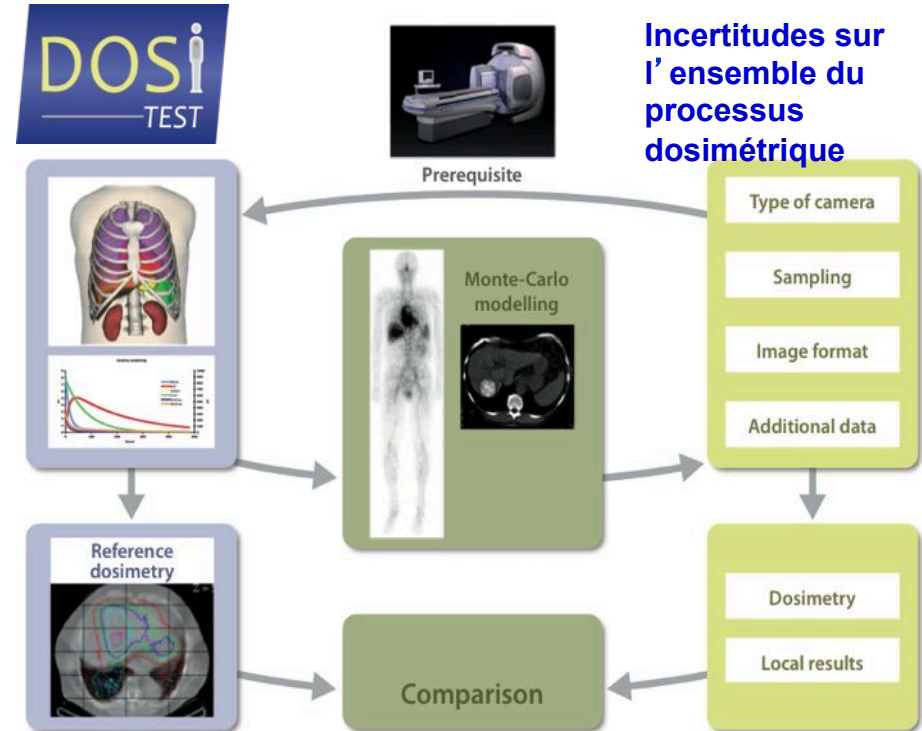 DOSi
TEST
Incertitudes sur
l’ensemble du
processus
dosimétrique
Prerequisite
Type of camera
Sampling
Image format
Additional data
Monte-Carlo
modelling
Reference
dosimetry
Dosimetry
Local results
Comparison